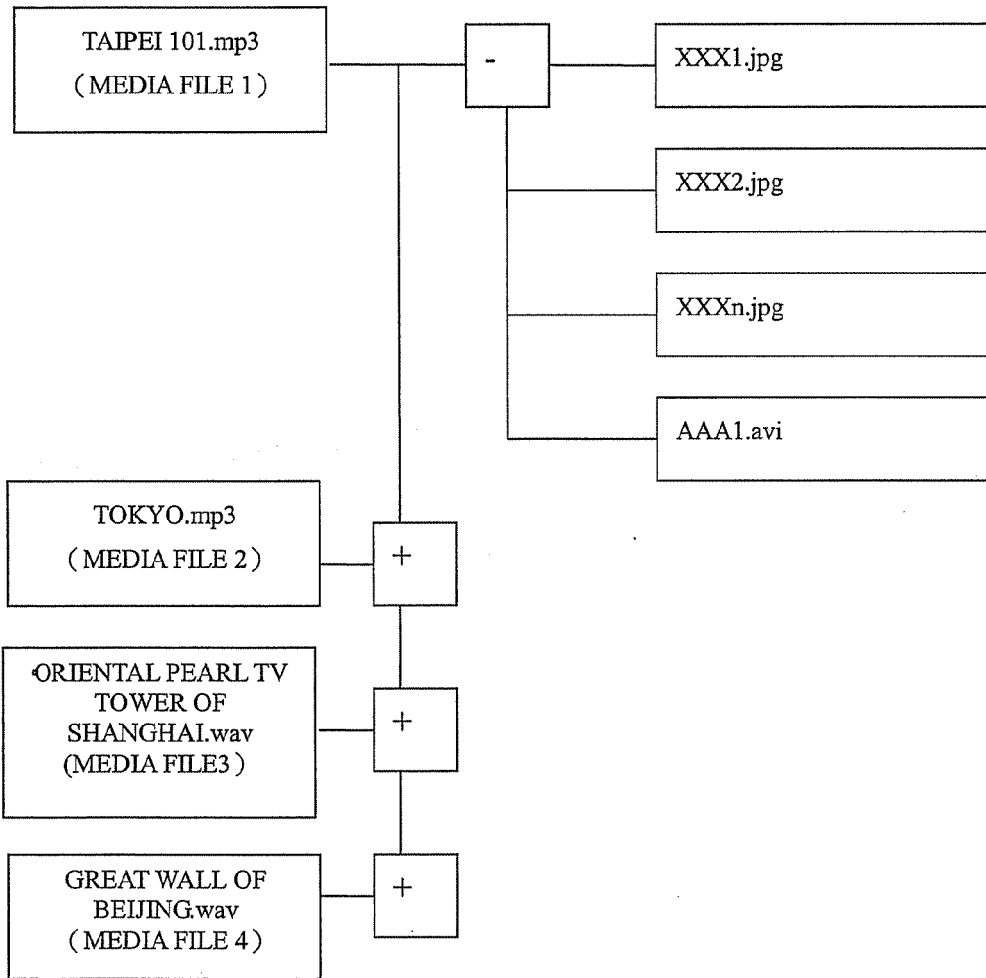 TAIPEI 101.mp3
( MEDIA FILE 1 )
-
XXX1.jpg
XXX2.jpg
XXXn.jpg
AAA1.avi
TOKYO.mp3
( MEDIA FILE 2 )
+
ORIENTAL PEARL TV
TOWER OF
SHANGHAI.wav
(MEDIA FILE3 )
+
GREAT WALL OF
BEIJING.wav
( MEDIA FILE 4 )
+